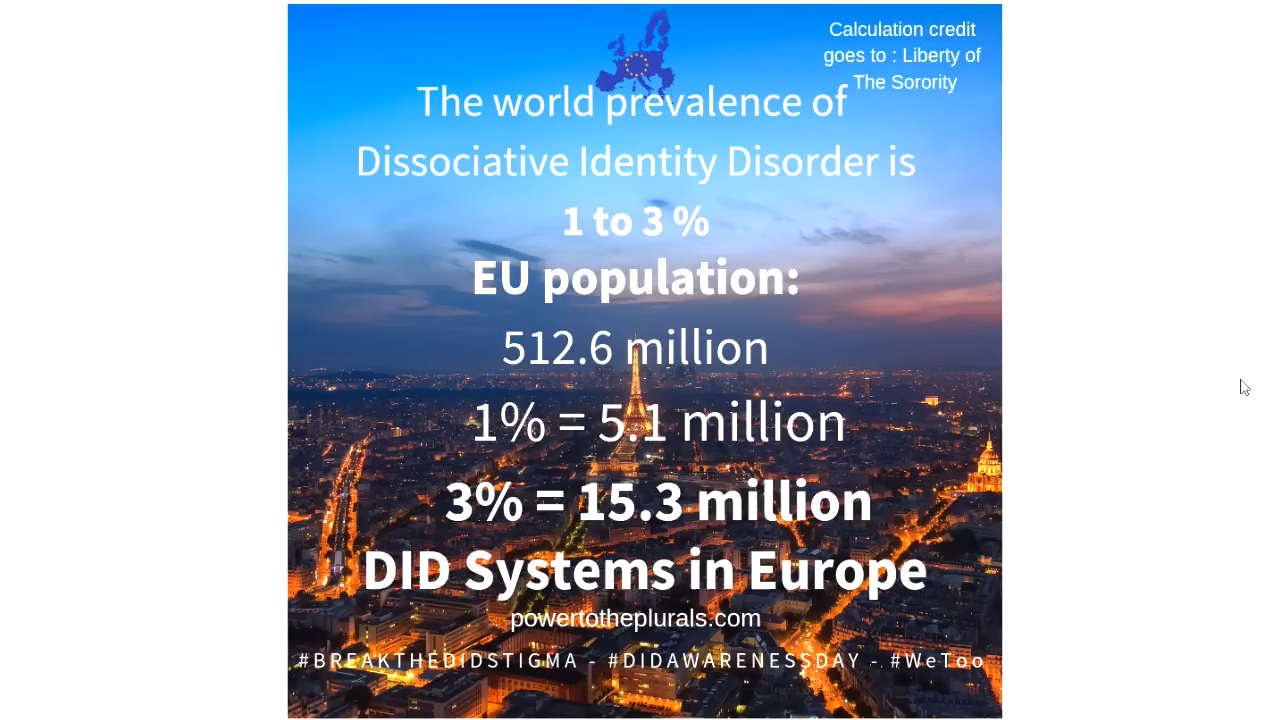 Calculation credit
goes to : Liberty of
The Sorority
The world prevalence of
Dissociative Identity Disorder is
1 to 3 %
EU population:
512.6 million
1% = 5.1 million
3% = 15.3 million
DID Systems in Europe
powertotheplurals.com
#BREAKTHEDIDSTIGMA - #DIDAWARENESSDAY - #WeToo